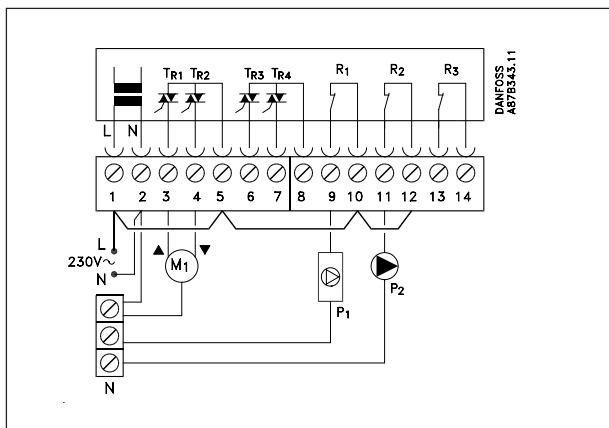 TR1 TR2 TR3 TR4 R1 R2 R3
DANFOSS
A87B343.11
L N
1 2 3 4 5 6 7 8 9 10 11 12 13 14
L
230V~
N
▲ M1 ▼
P1
P2
N